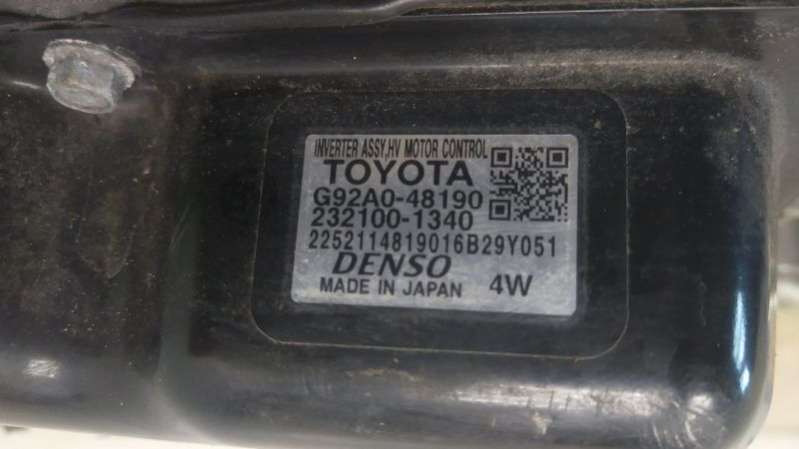 INVERTER ASSY,HV MOTOR CONTROL
TOYOTA
G92A0-48190
232100-1340
2252114819016B29Y051
DENSO
MADE IN JAPAN 4W